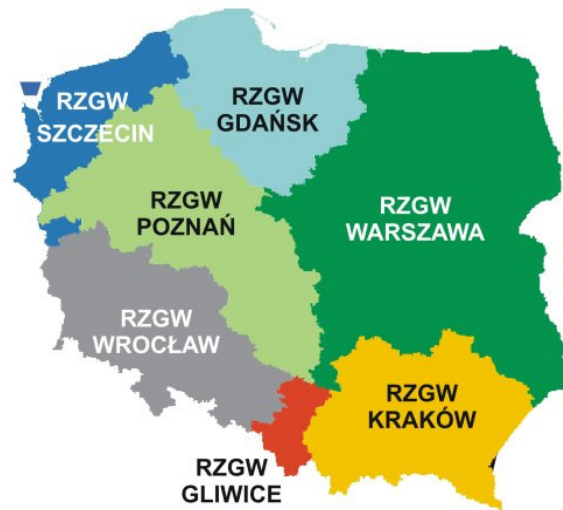 RZGW
SZCZECIN
RZGW
GDAŃSK
RZGW
POZNAŃ
RZGW
WARSZAWA
RZGW
WROCŁAW
RZGW
KRAKÓW
RZGW
GLIWICE